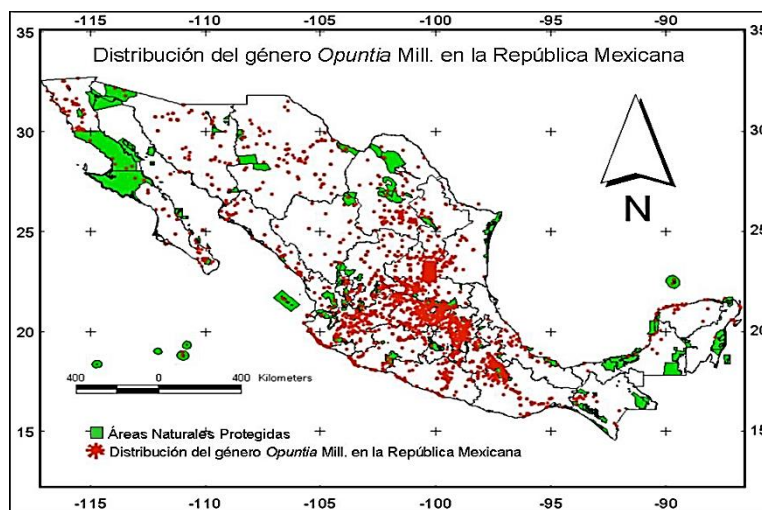 -115 -110 -105 -100 -95 -90
35 35
Distribución del género Opuntia Mill. en la República Mexicana
30 30
N
25 25
20 20
400 0 400 Kilometers
Áreas Naturales Protegidas
15 15
Distribución del género Opuntia Mill. en la República Mexicana
-115 -110 -105 -100 -95 -90